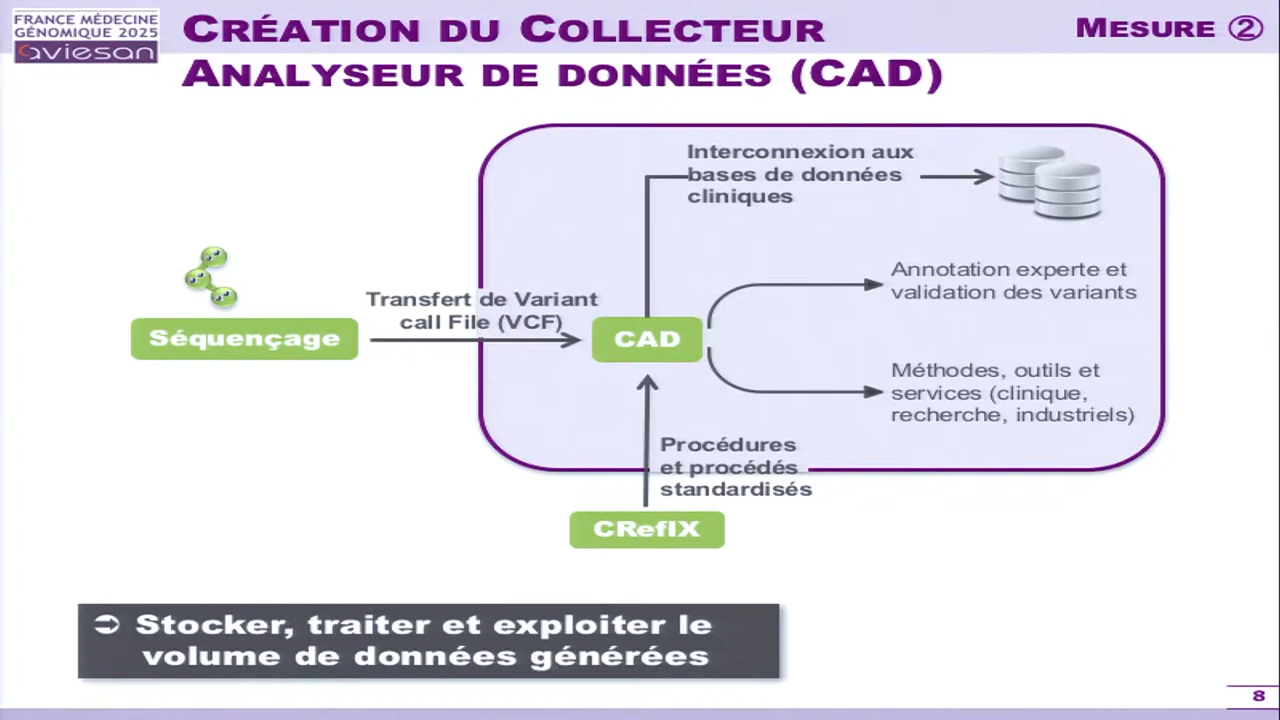 FRANCE MÉDECINE
GÉNOMIQUE 2025
aviesan
CRÉATION DU COLLECTEUR
ANALYSEUR DE DONNÉES (CAD)
MESURE ②
Interconnexion aux
bases de données
cliniques
Annotation experte et
validation des variants
Transfert de Variant
call File (VCF)
Séquençage
CAD
Méthodes, outils et
services (clinique,
recherche, industriels)
Procédures
et procédés
standardisés
CRefIX
➲ Stocker, traiter et exploiter le
volume de données générées
8